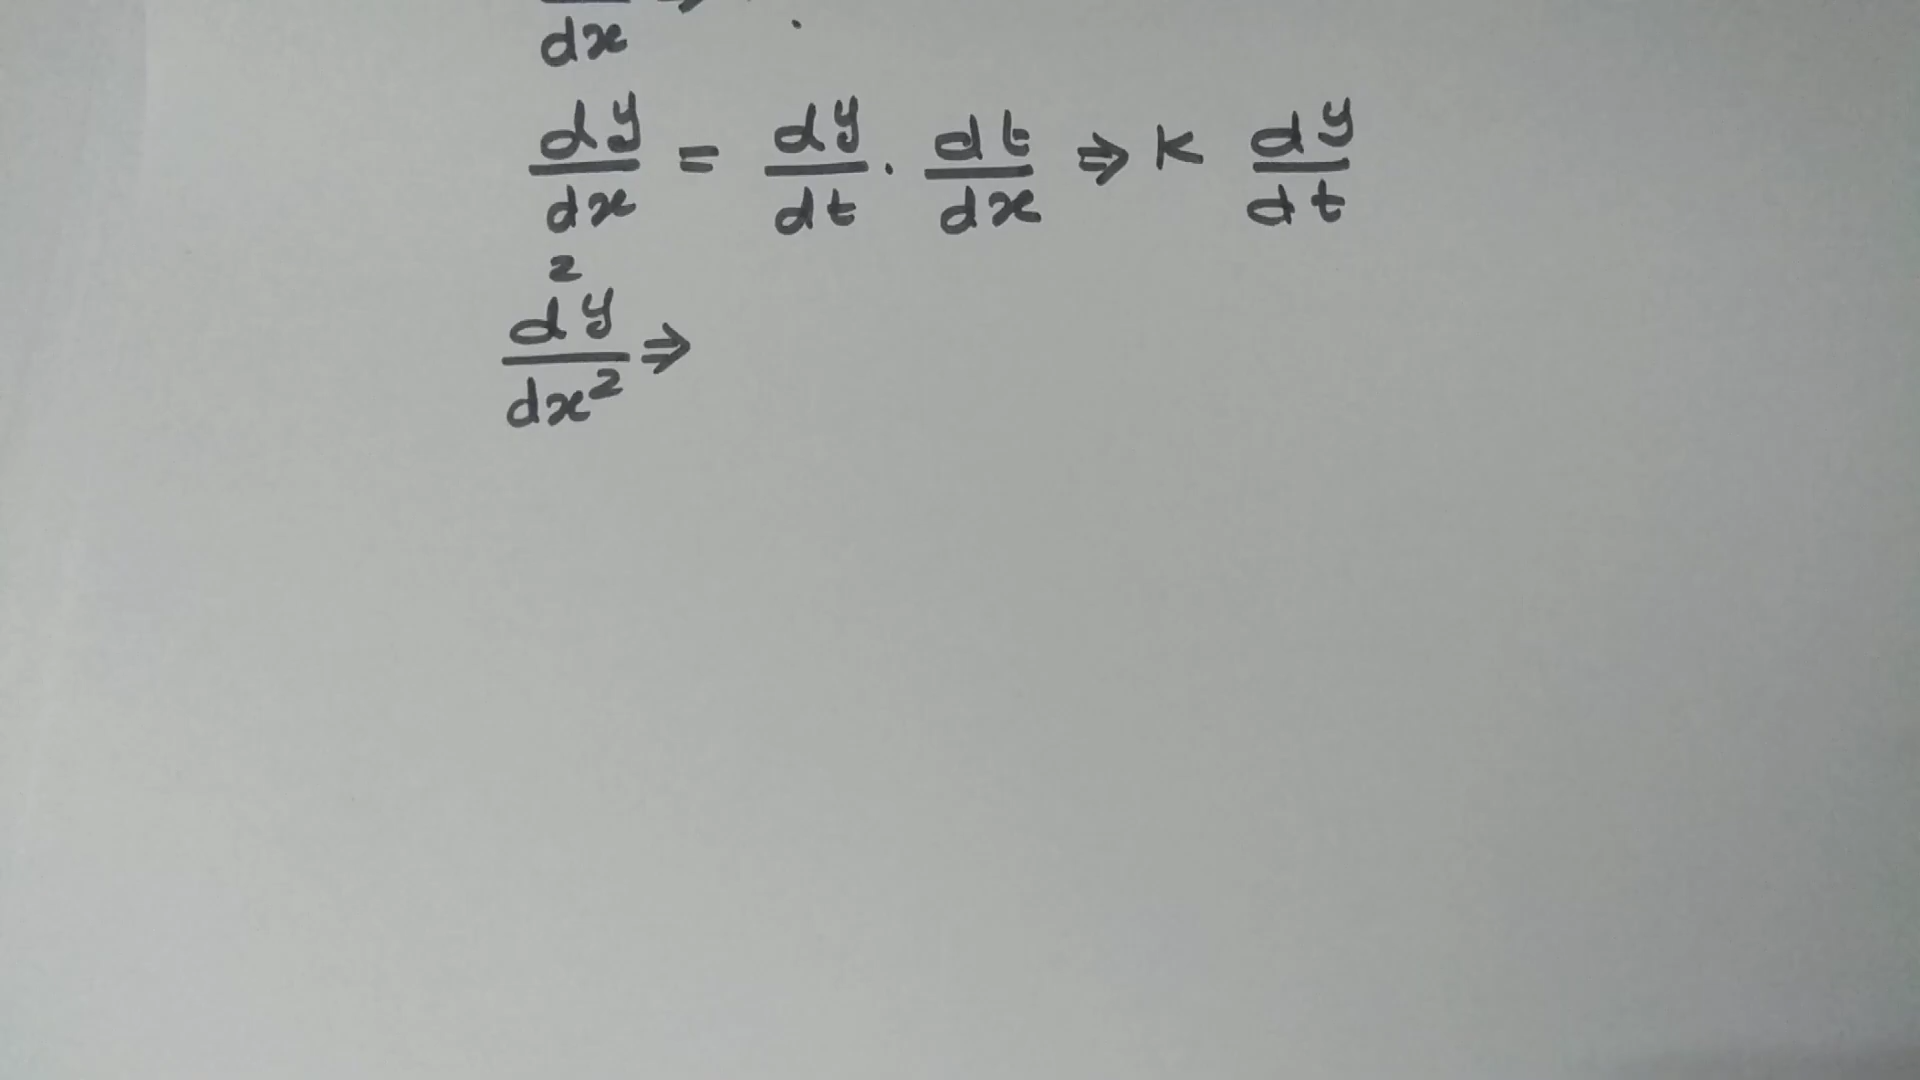 dx
dy/dx = dy/dt . dt/dx ⇒ K dy/dt
d²y/dx² ⇒